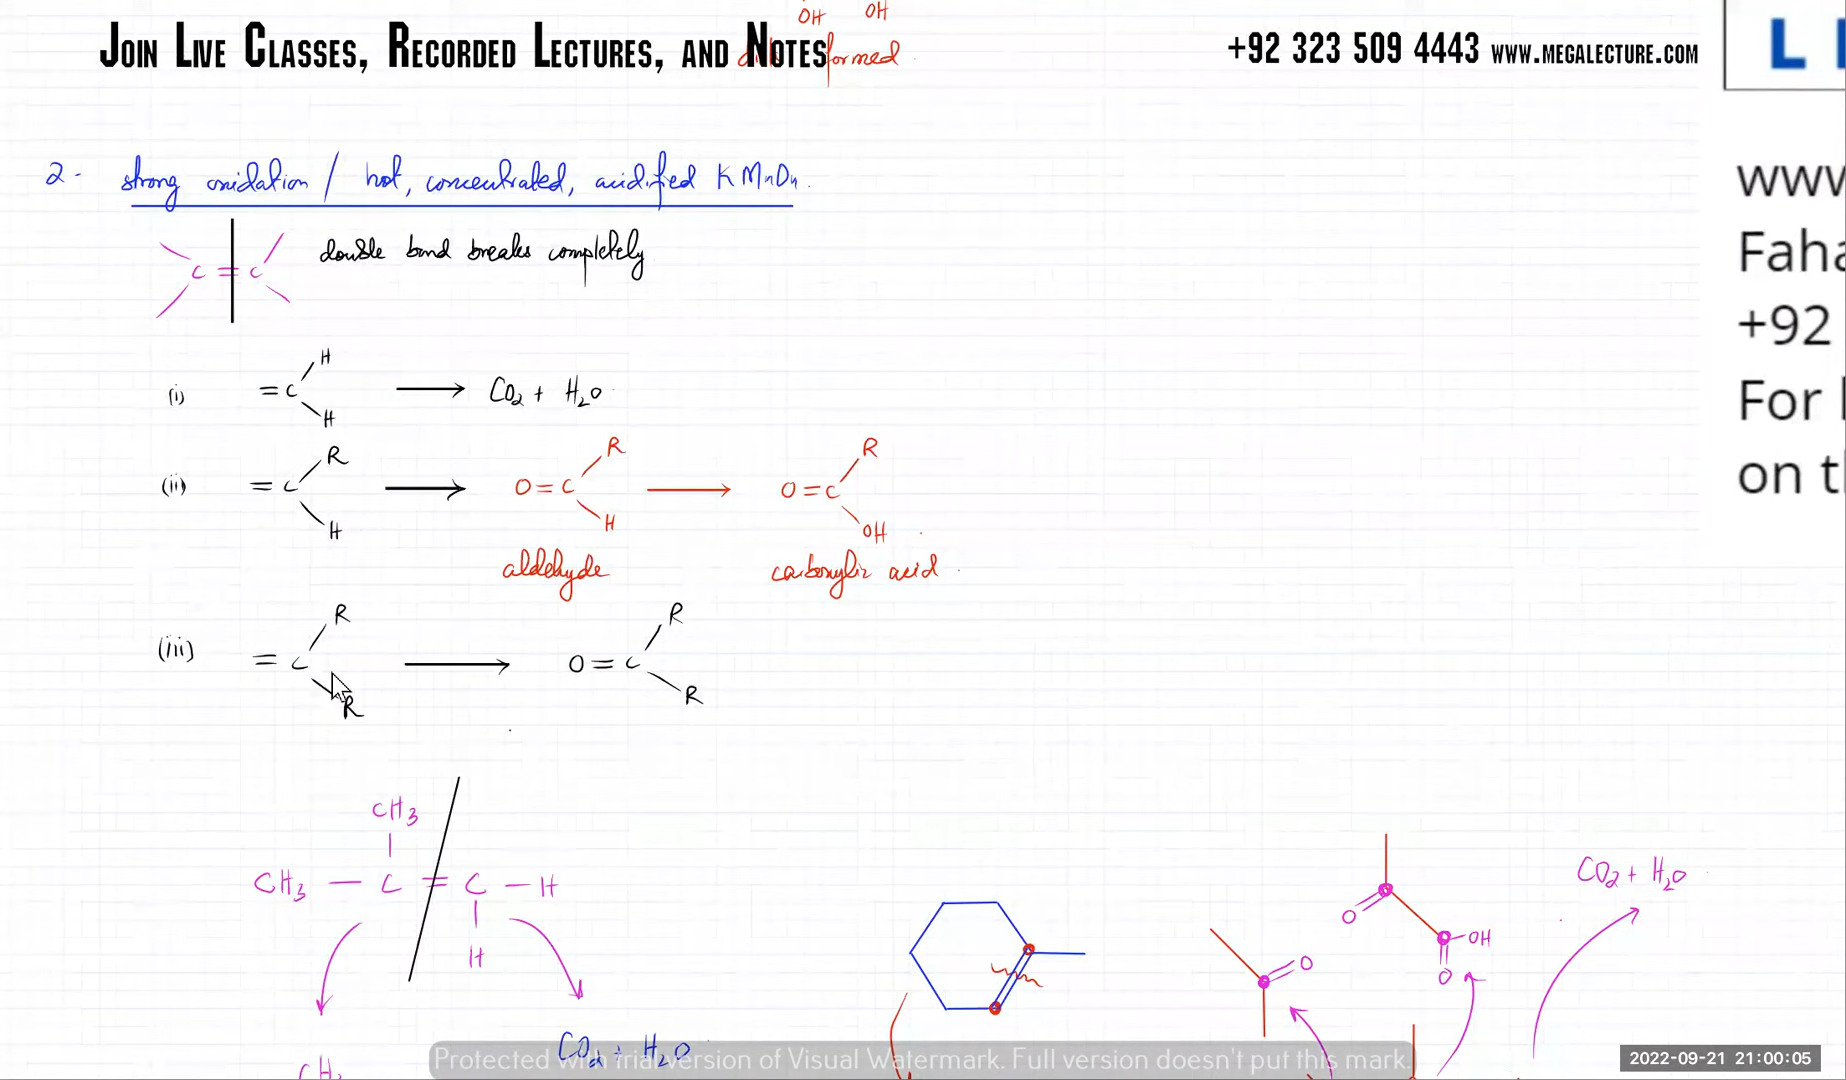 OH OH
JOIN LIVE CLASSES, RECORDED LECTURES, AND NOTES
formed
+92 323 509 4443 WWW.MEGALECTURE.COM
L
www
Faha
+92
For
on t
2- strong oxidation / hot, concentrated, acidified KMnO4.
C = C double bond breaks completely
(i) =C H H → CO2 + H2O
(ii) =C R H → O=C R H → O=C R OH
aldehyde carboxylic acid
(iii) =C R R → O=C R R
CH3
CH3 — C = C — H
H
CO2 + H2O
CH3
O
O OH
O
CO2 + H2O
Protected with trial version of Visual Watermark. Full version doesn't put this mark.
2022-09-21 21:00:05